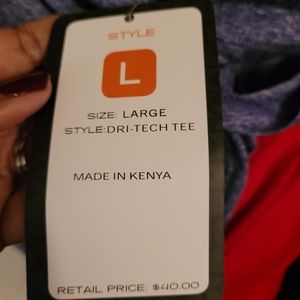 STYLE
L
SIZE: LARGE
STYLE:DRI-TECH TEE
MADE IN KENYA
RETAIL PRICE: $40.00